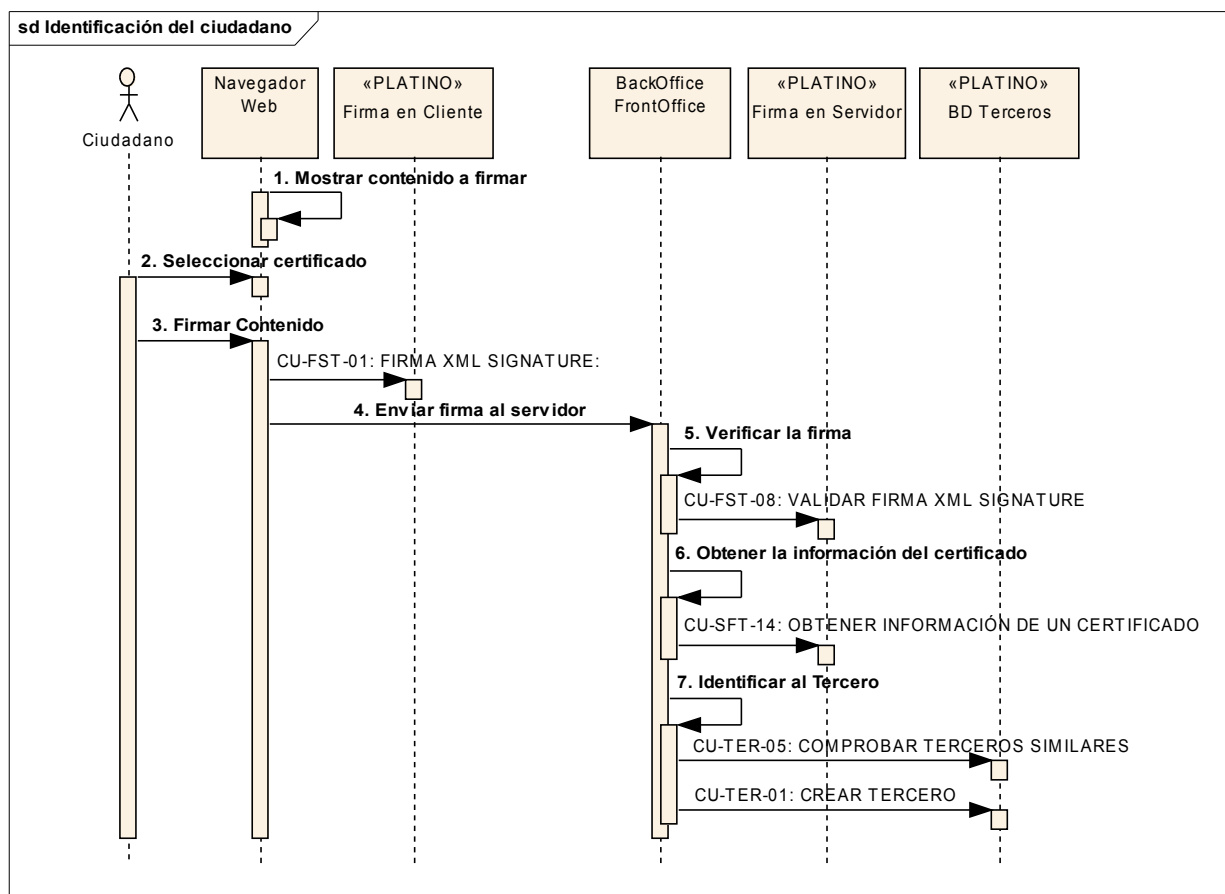 sd Identificación del ciudadano
Ciudadano
Navegador
Web
«PLATINO»
Firma en Cliente
BackOffice
FrontOffice
«PLATINO»
Firma en Servidor
«PLATINO»
BD Terceros
1. Mostrar contenido a firmar
2. Seleccionar certificado
3. Firmar Contenido
CU-FST-01: FIRMA XML SIGNATURE:
4. Enviar firma al servidor
5. Verificar la firma
CU-FST-08: VALIDAR FIRMA XML SIGNATURE
6. Obtener la información del certificado
CU-SFT-14: OBTENER INFORMACIÓN DE UN CERTIFICADO
7. Identificar al Tercero
CU-TER-05: COMPROBAR TERCEROS SIMILARES
CU-TER-01: CREAR TERCERO